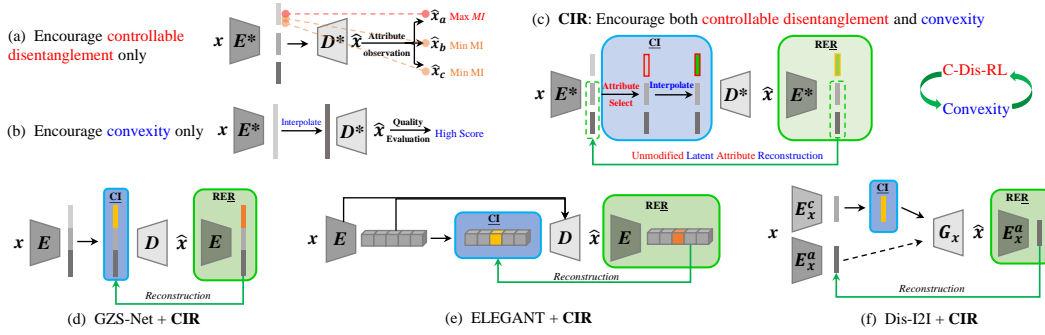 (a) Encourage controllable
disentanglement only
x E* D* x̂ Attribute
observation
x̂a Max MI
x̂b Min MI
x̂c Min MI
(b) Encourage convexity only
x E* Interpolate D* x̂ Quality
Evaluation High Score
(c) CIR: Encourage both controllable disentanglement and convexity
CI
RER
x E* Attribute
Select Interpolate D* x̂ E*
C-Dis-RL
Convexity
Unmodified Latent Attribute Reconstruction
CI
RER
x E D x̂ E
Reconstruction
(d) GZS-Net + CIR
CI
RER
x E D x̂ E
Reconstruction
(e) ELEGANT + CIR
CI
RER
x E_x^c G_x x̂ E_x^a
E_x^a
Reconstruction
(f) Dis-I2I + CIR